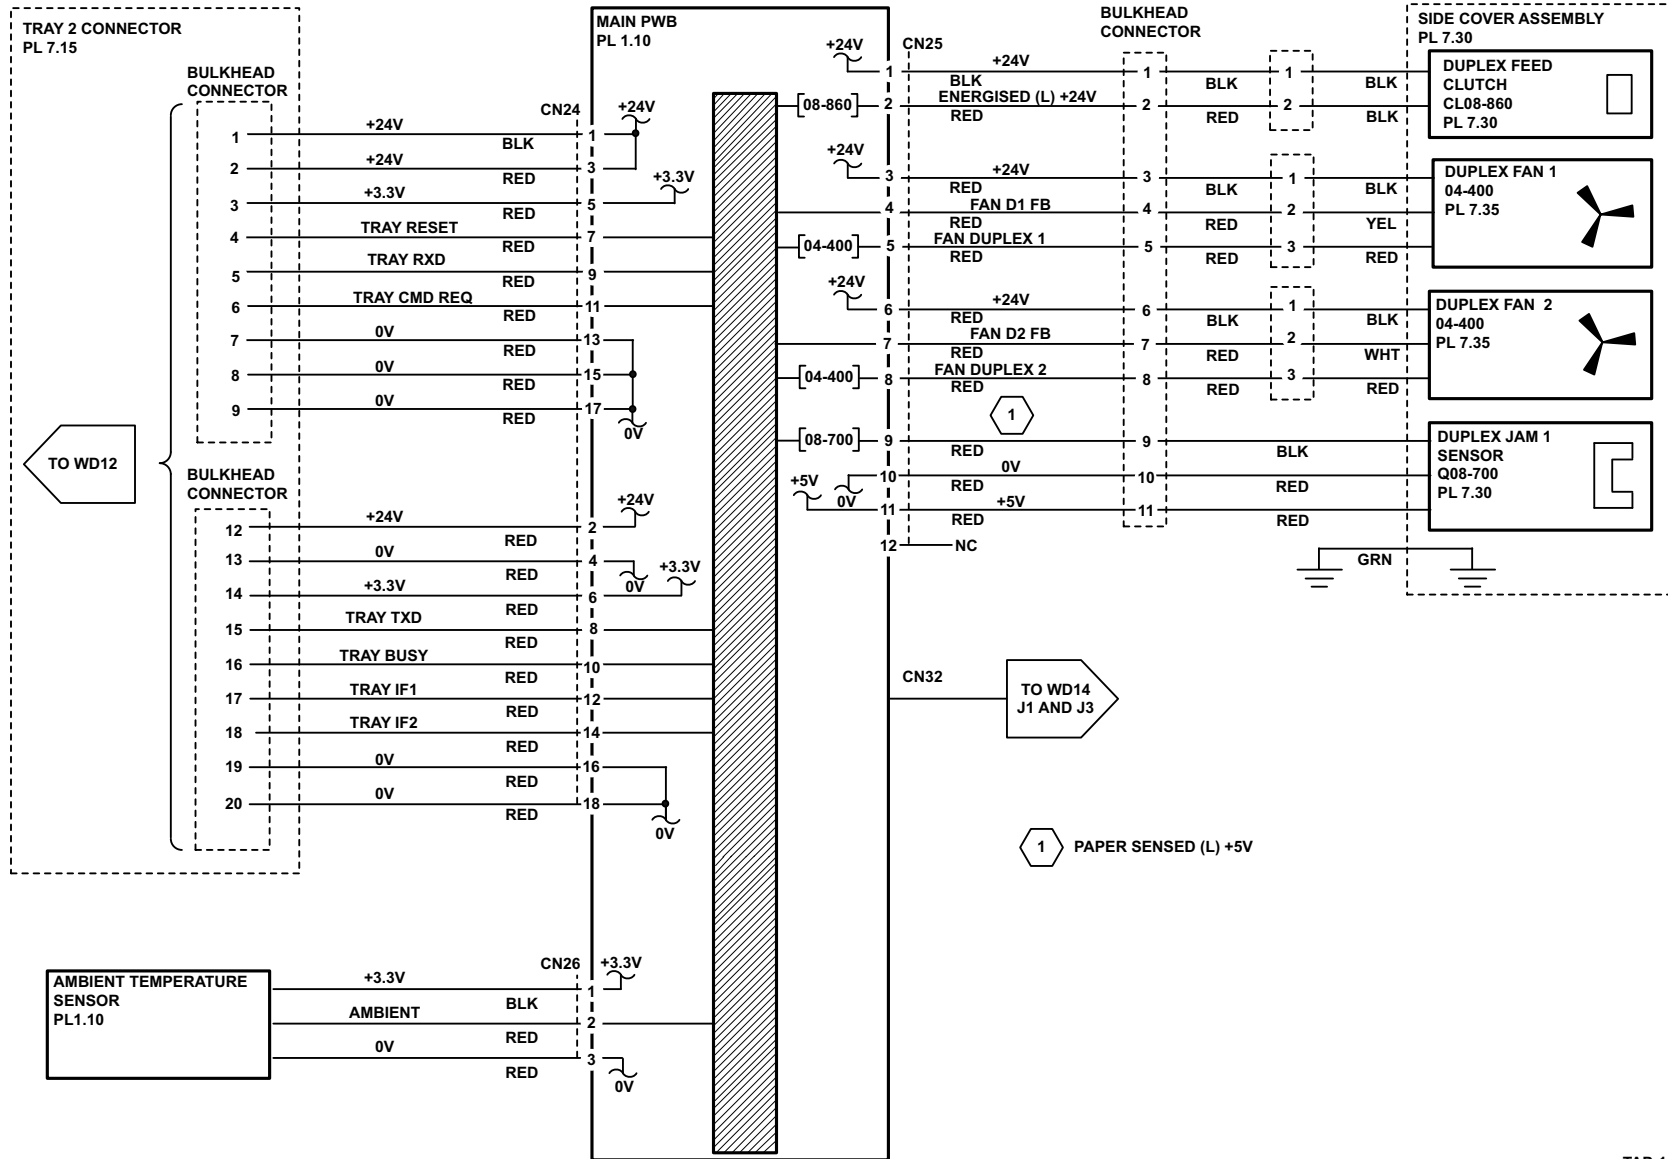 TRAY 2 CONNECTOR
PL 7.15
BULKHEAD
CONNECTOR
CN24
1 +24V BLK 1 +24V
2 +24V RED 3
3 +3.3V RED 5 +3.3V
4 TRAY RESET RED 7
5 TRAY RXD RED 9
6 TRAY CMD REQ RED 11
7 0V RED 13
8 0V RED 15
9 0V RED 17
0V
TO WD12
BULKHEAD
CONNECTOR
12 +24V RED 2 +24V
13 0V RED 4 0V
14 +3.3V RED 6 +3.3V
15 TRAY TXD RED 8
16 TRAY BUSY RED 10
17 TRAY IF1 RED 12
18 TRAY IF2 RED 14
19 0V RED 16
20 0V RED 18
0V
AMBIENT TEMPERATURE
SENSOR
PL1.10
CN26
+3.3V BLK 1 +3.3V
AMBIENT RED 2
0V RED 3 0V
MAIN PWB
PL 1.10
CN25
BULKHEAD
CONNECTOR
SIDE COVER ASSEMBLY
PL 7.30
+24V 1 +24V BLK 1 BLK 1 BLK
[08-860] 2 ENERGISED (L) +24V RED 2 RED 2 BLK
DUPLEX FEED
CLUTCH
CL08-860
PL 7.30
+24V 3 +24V RED 3 BLK 1 BLK
4 FAN D1 FB RED 4 RED 2 YEL
[04-400] 5 FAN DUPLEX 1 RED 5 RED 3 RED
DUPLEX FAN 1
04-400
PL 7.35
+24V 6 +24V RED 6 BLK 1 BLK
7 FAN D2 FB RED 7 RED 2 WHT
[04-400] 8 FAN DUPLEX 2 RED 8 RED 3 RED
DUPLEX FAN 2
04-400
PL 7.35
1
[08-700] 9 RED 9 BLK
0V 10 0V RED 10 RED
+5V 11 +5V RED 11 RED
12 NC
DUPLEX JAM 1
SENSOR
Q08-700
PL 7.30
GRN
CN32
TO WD14
J1 AND J3
1 PAPER SENSED (L) +5V